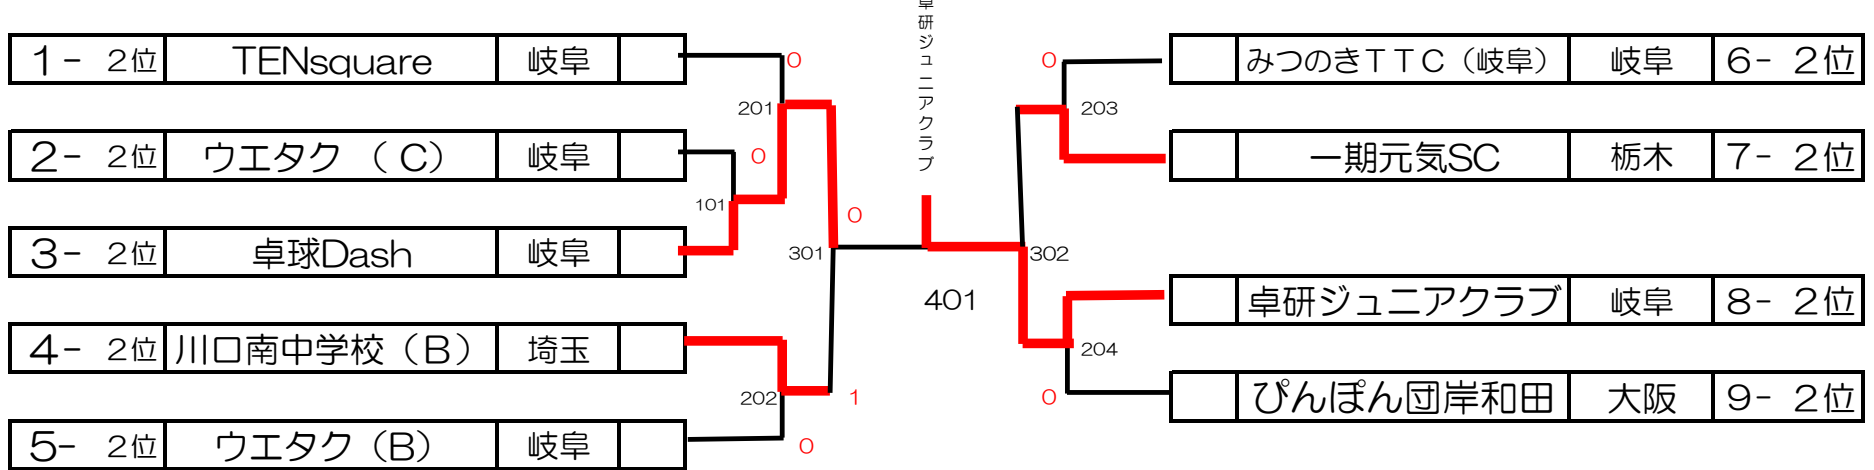 卓研ジュニアクラブ
1- 2位 TENsquare 岐阜
0
201
2- 2位 ウエタク （C） 岐阜
0
101
3- 2位 卓球Dash 岐阜
0
301
4- 2位 川口南中学校（B） 埼玉
202
1
5- 2位 ウエタク（B） 岐阜
0
401
0
みつのきTTC（岐阜） 岐阜 6- 2位
203
一期元気SC 栃木 7- 2位
302
卓研ジュニアクラブ 岐阜 8- 2位
204
0
ぴんぽん団岸和田 大阪 9- 2位